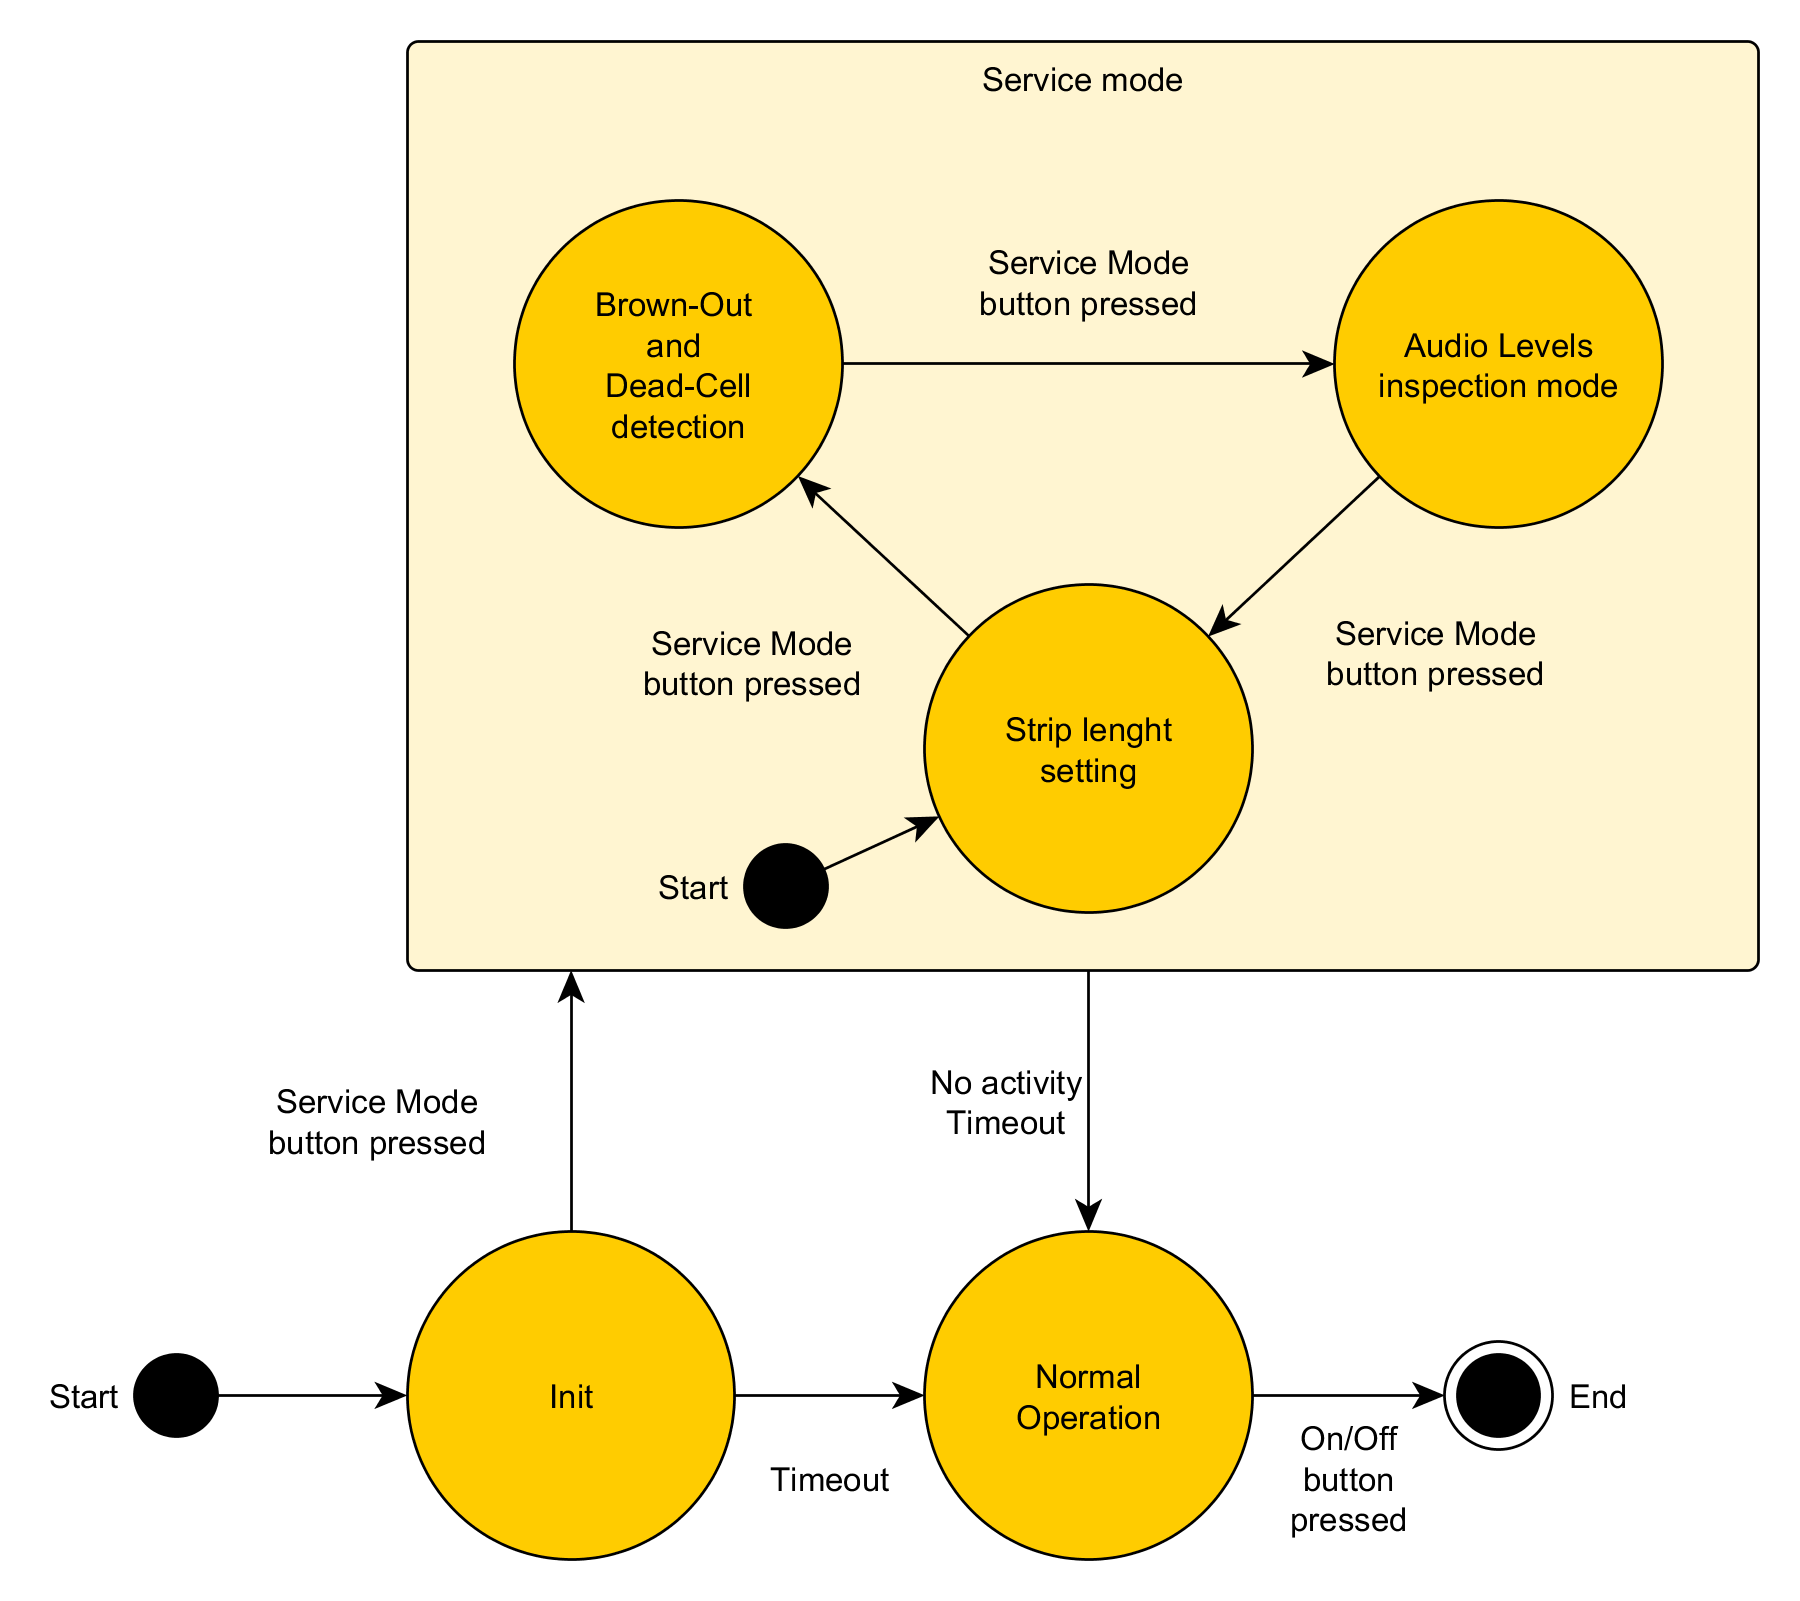 Service mode
Brown-Out
and
Dead-Cell
detection
Service Mode
button pressed
Audio Levels
inspection mode
Service Mode
button pressed
Service Mode
button pressed
Strip lenght
setting
Start
Service Mode
button pressed
No activity
Timeout
Start
Init
Timeout
Normal
Operation
On/Off
button
pressed
End